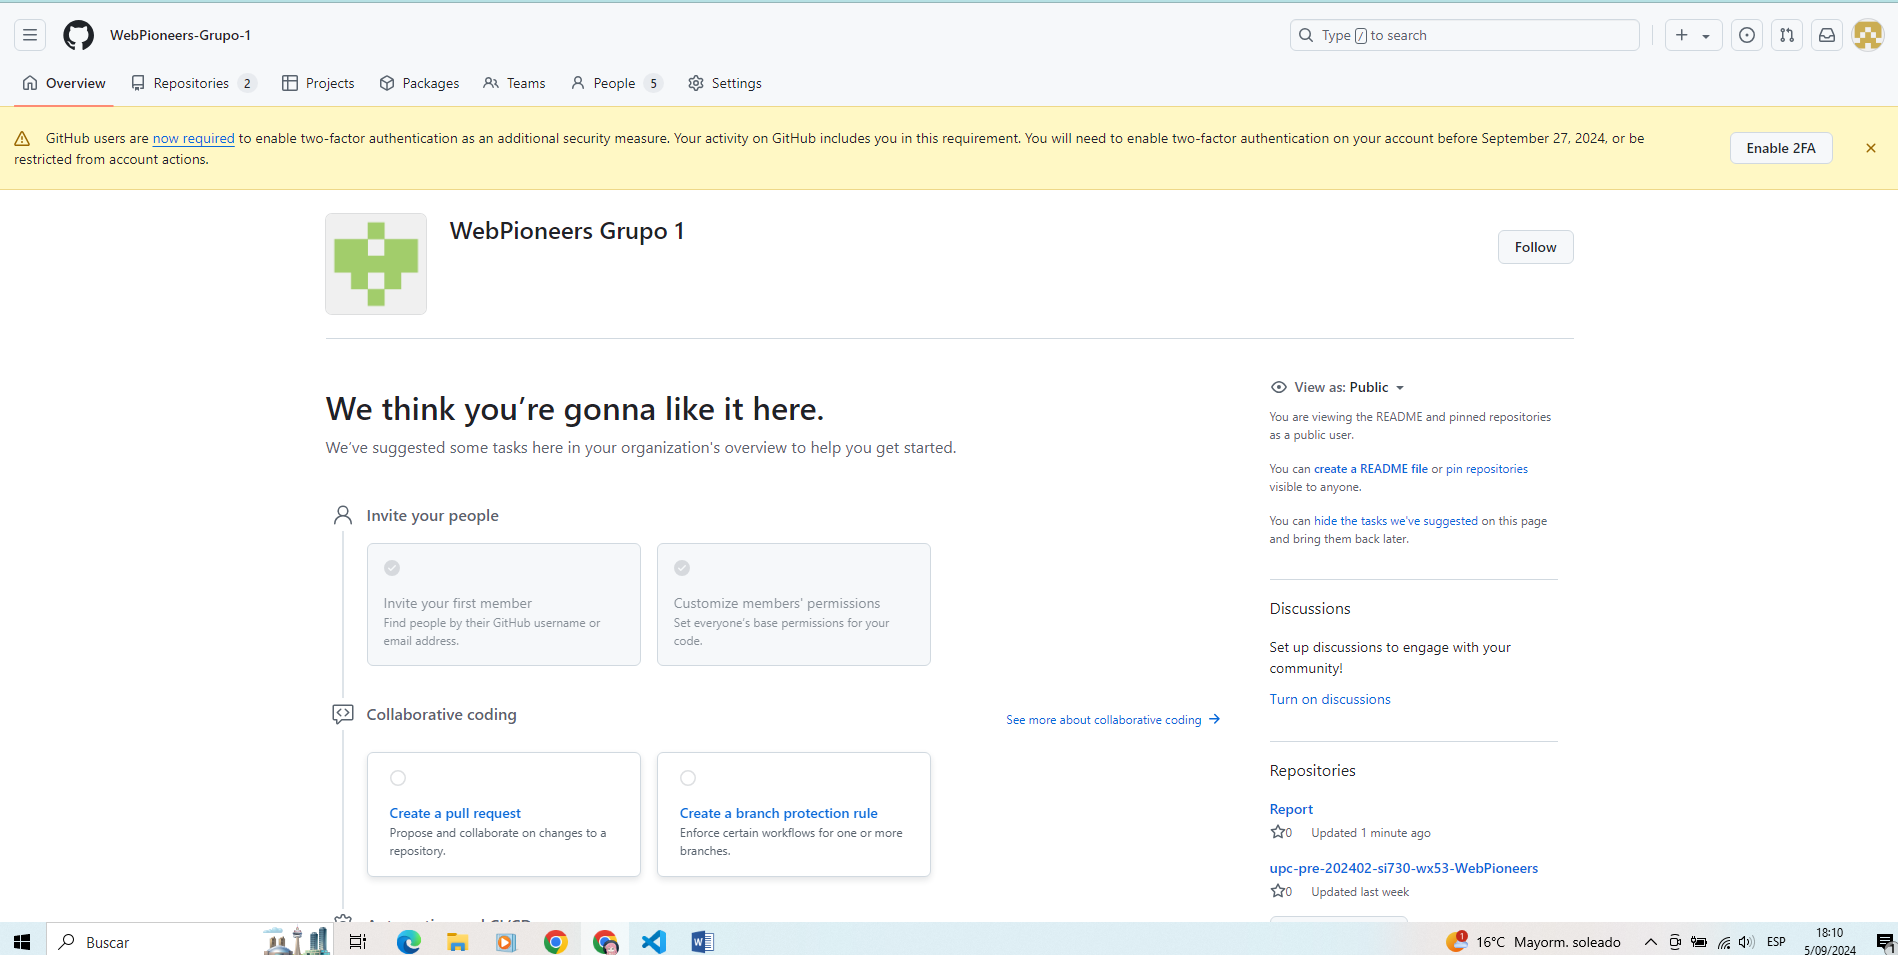 WebPioneers-Grupo-1
Type / to search
Overview
Repositories 2
Projects
Packages
Teams
People 5
Settings
GitHub users are now required to enable two-factor authentication as an additional security measure. Your activity on GitHub includes you in this requirement. You will need to enable two-factor authentication on your account before September 27, 2024, or be
restricted from account actions.
Enable 2FA
WebPioneers Grupo 1
Follow
We think you’re gonna like it here.
We’ve suggested some tasks here in your organization's overview to help you get started.
Invite your people
Invite your first member
Find people by their GitHub username or
email address.
Customize members' permissions
Set everyone’s base permissions for your
code.
Collaborative coding
See more about collaborative coding
Create a pull request
Propose and collaborate on changes to a
repository.
Create a branch protection rule
Enforce certain workflows for one or more
branches.
View as: Public
You are viewing the README and pinned repositories
as a public user.
You can create a README file or pin repositories
visible to anyone.
You can hide the tasks we've suggested on this page
and bring them back later.
Discussions
Set up discussions to engage with your
community!
Turn on discussions
Repositories
Report
0 Updated 1 minute ago
upc-pre-202402-si730-wx53-WebPioneers
0 Updated last week
Buscar
1
16°C Mayorm. soleado
ESP
18:10
5/09/2024
1